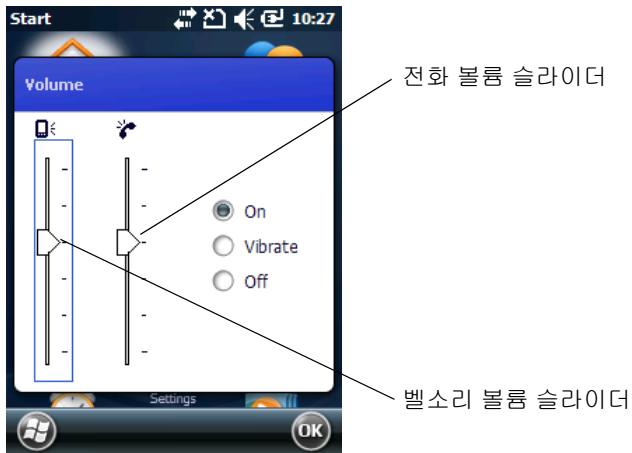 Start 10:27
전화 볼륨 슬라이더
Volume
On
Vibrate
Off
벨소리 볼륨 슬라이더
Settings
OK